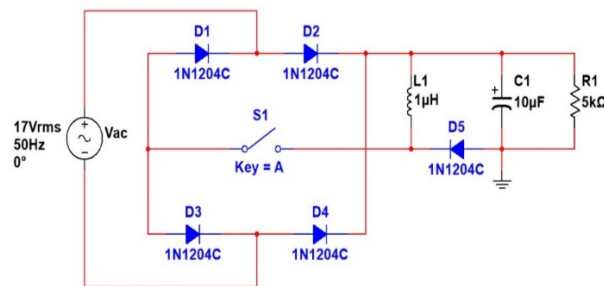 D1
1N1204C
D2
1N1204C
S1
Key = A
17Vrms
50Hz
0°
Vac
L1
1µH
C1
10µF
R1
5kΩ
D5
1N1204C
D3
1N1204C
D4
1N1204C